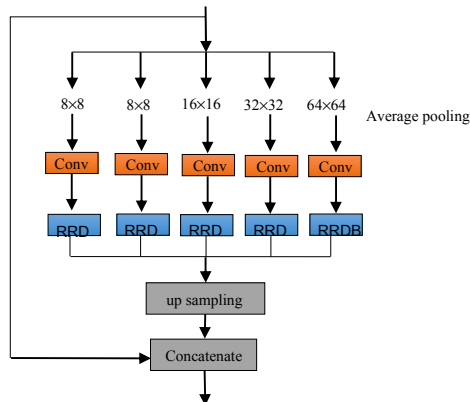 8×8 8×8 16×16 32×32 64×64
Average pooling
Conv Conv Conv Conv Conv
RRD RRD RRD RRD RRDB
up sampling
Concatenate